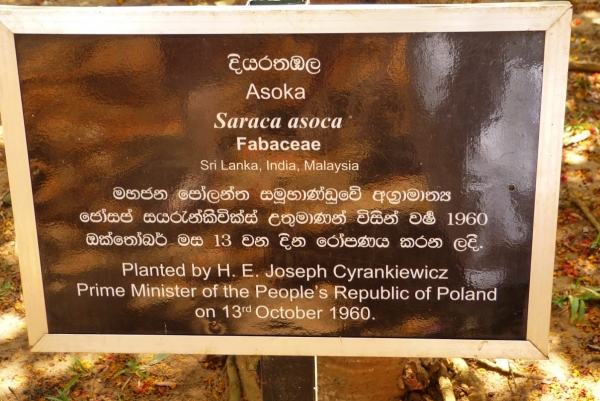 දියරතඹල
Asoka
Saraca asoca
Fabaceae
Sri Lanka, India, Malaysia
මහජන පෝලන්ත සමුහාණ්ඩුවේ අග්‍රාමාත්‍ය
ජෝසප් සයරැන්කිවික්ස් උතුමාණන් විසින් වර්ෂ 1960
ඔක්තෝබර් මස 13 වන දින රෝපණය කරන ලදි.
Planted by H. E. Joseph Cyrankiewicz
Prime Minister of the People's Republic of Poland
on 13rd October 1960.